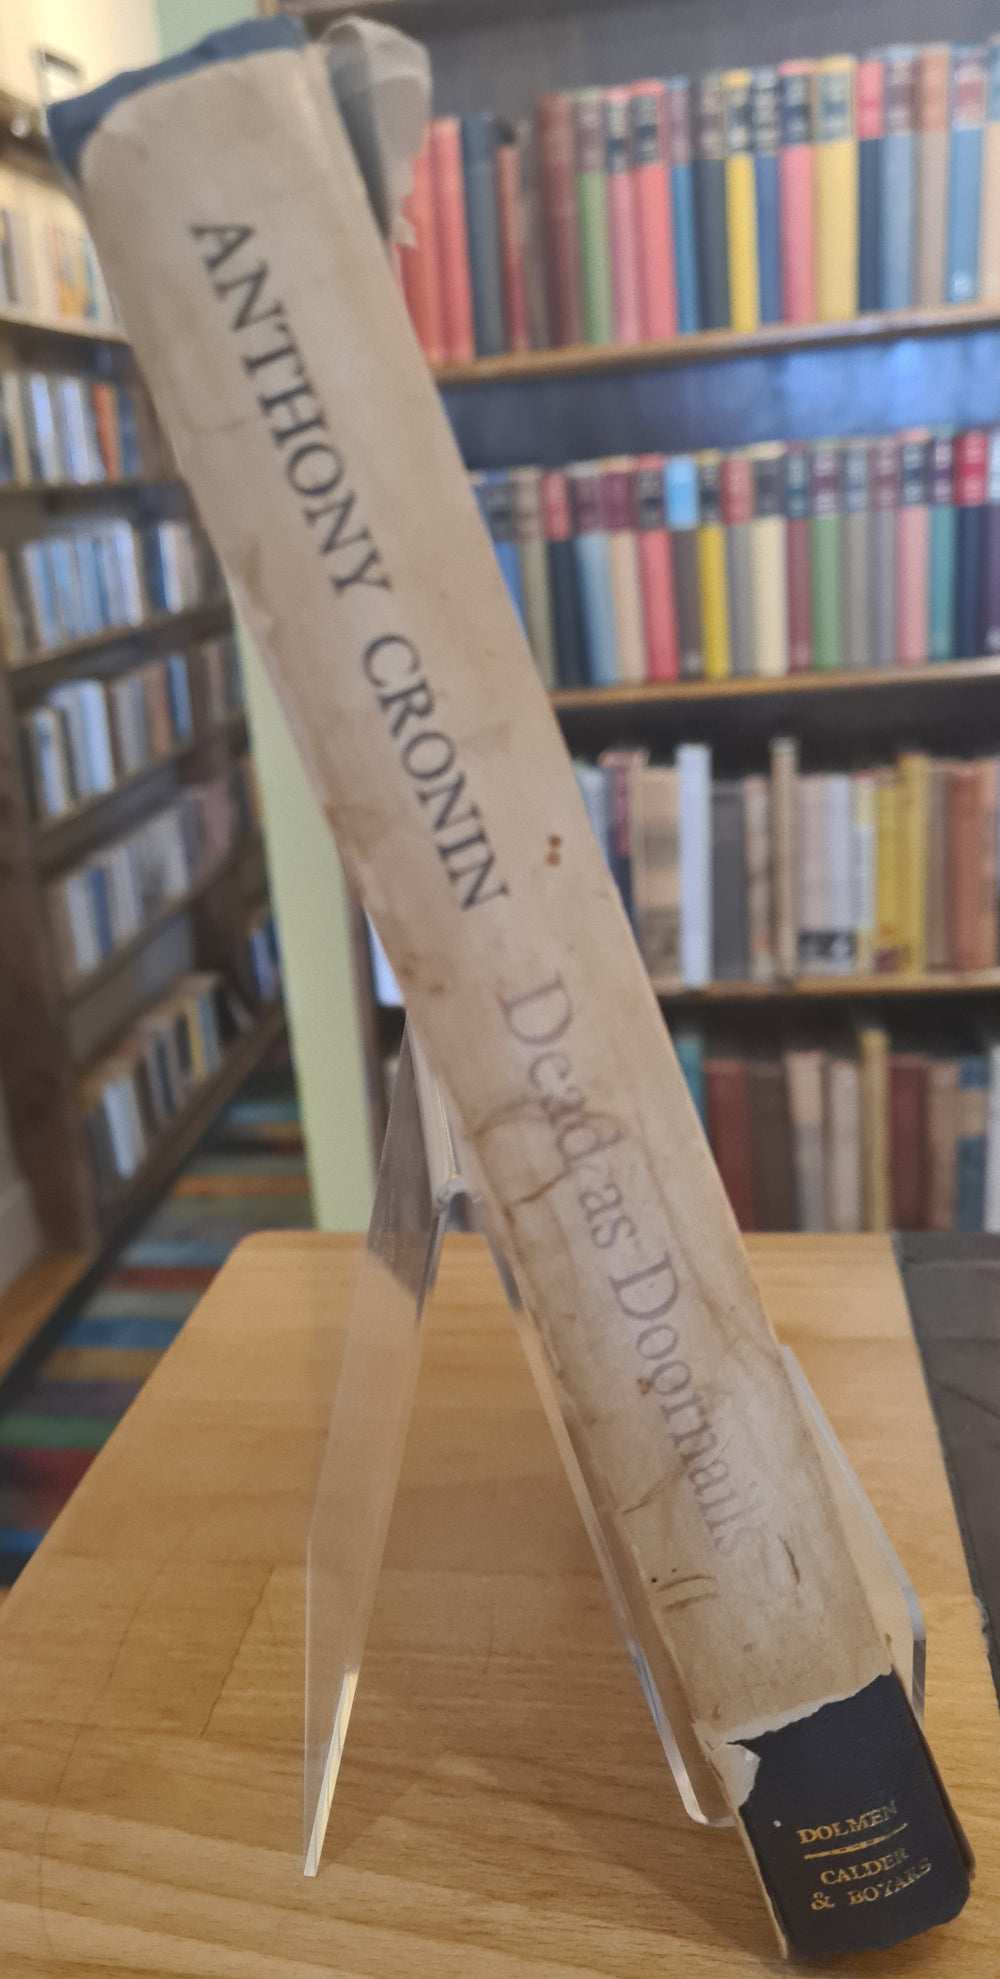 ANTHONY CRONIN Dead as Doornails
DOLMEN
CALDER
& BOYARS